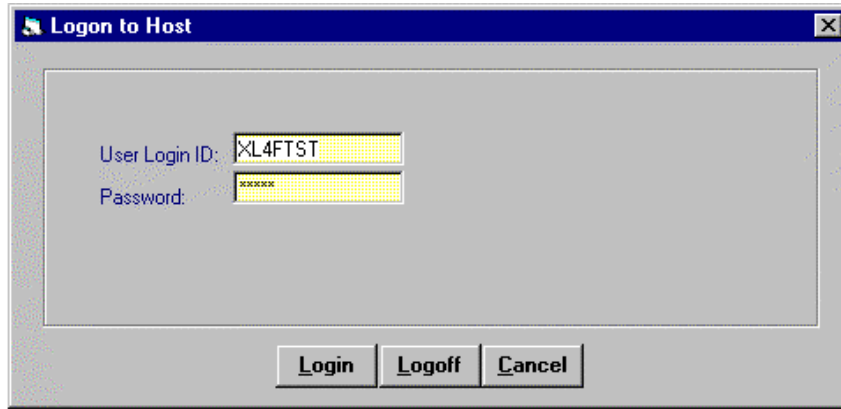 Logon to Host
User Login ID: XL4FTST
Password: *****
Login Logoff Cancel